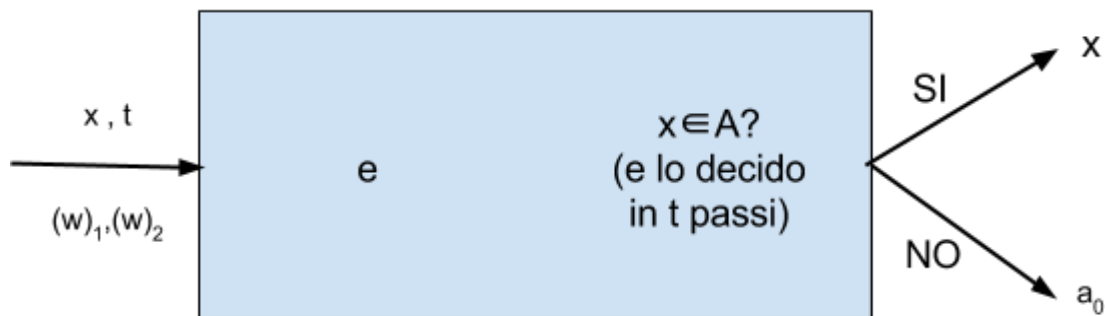 x , t
(w)₁,(w)₂
e
x∈A?
(e lo decido
in t passi)
SI
x
NO
a₀